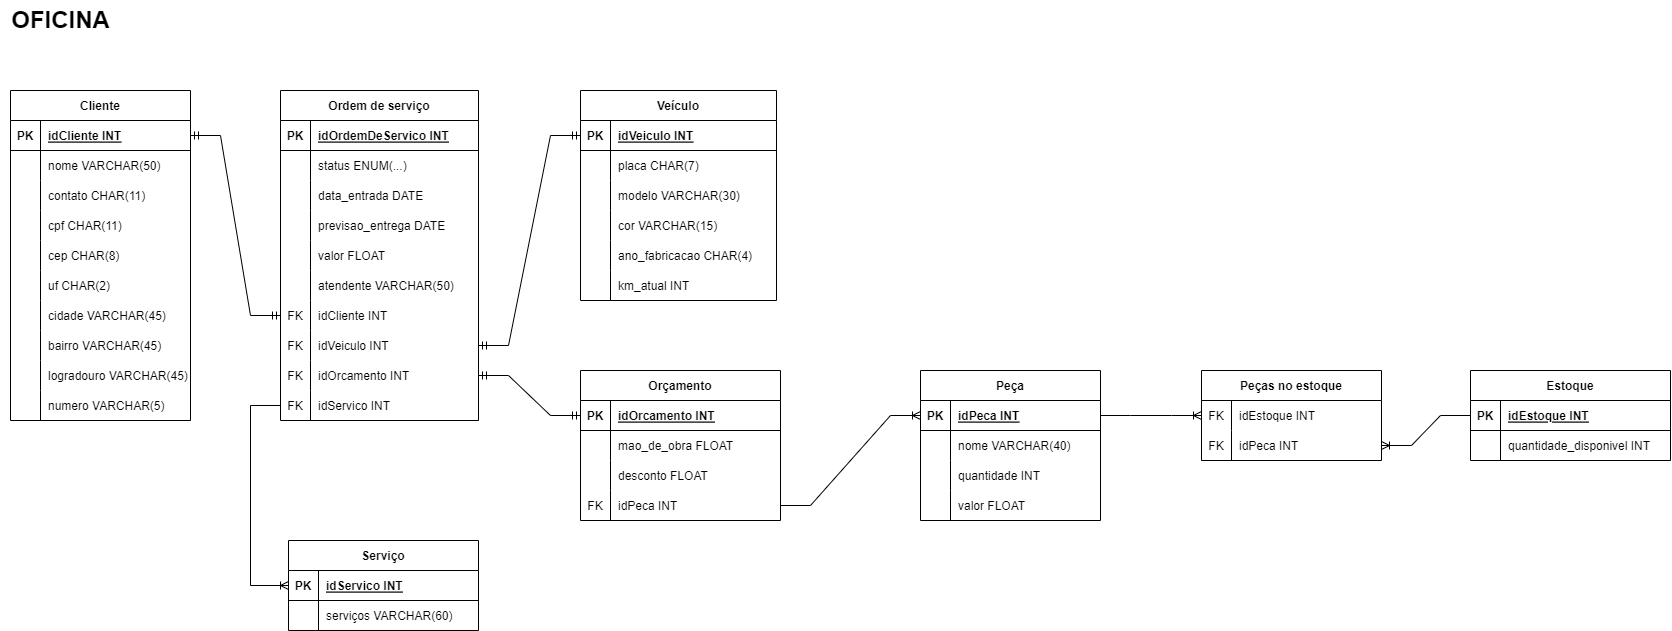 OFICINA
Cliente
PK idCliente INT
nome VARCHAR(50)
contato CHAR(11)
cpf CHAR(11)
cep CHAR(8)
uf CHAR(2)
cidade VARCHAR(45)
bairro VARCHAR(45)
logradouro VARCHAR(45)
numero VARCHAR(5)
Ordem de serviço
PK idOrdemDeServico INT
status ENUM(...)
data_entrada DATE
previsao_entrega DATE
valor FLOAT
atendente VARCHAR(50)
FK idCliente INT
FK idVeiculo INT
FK idOrcamento INT
FK idServico INT
Veículo
PK idVeiculo INT
placa CHAR(7)
modelo VARCHAR(30)
cor VARCHAR(15)
ano_fabricacao CHAR(4)
km_atual INT
Orçamento
PK idOrcamento INT
mao_de_obra FLOAT
desconto FLOAT
FK idPeca INT
Peça
PK idPeca INT
nome VARCHAR(40)
quantidade INT
valor FLOAT
Peças no estoque
FK idEstoque INT
FK idPeca INT
Estoque
PK idEstoque INT
quantidade_disponivel INT
Serviço
PK idServico INT
serviços VARCHAR(60)